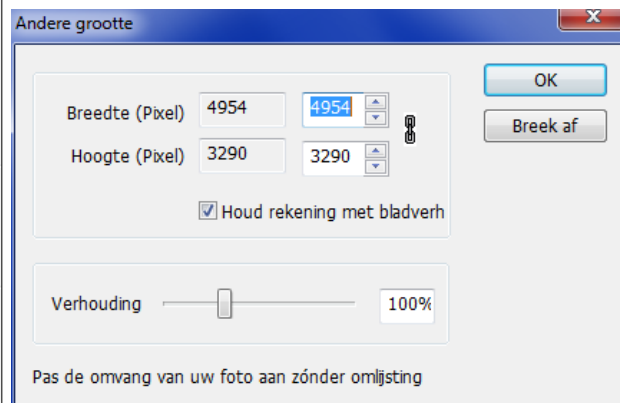 Andere grootte
OK
Breedte (Pixel) 4954 4954
Breek af
Hoogte (Pixel) 3290 3290
Houd rekening met bladverh
Verhouding 100%
Pas de omvang van uw foto aan zónder omlijsting